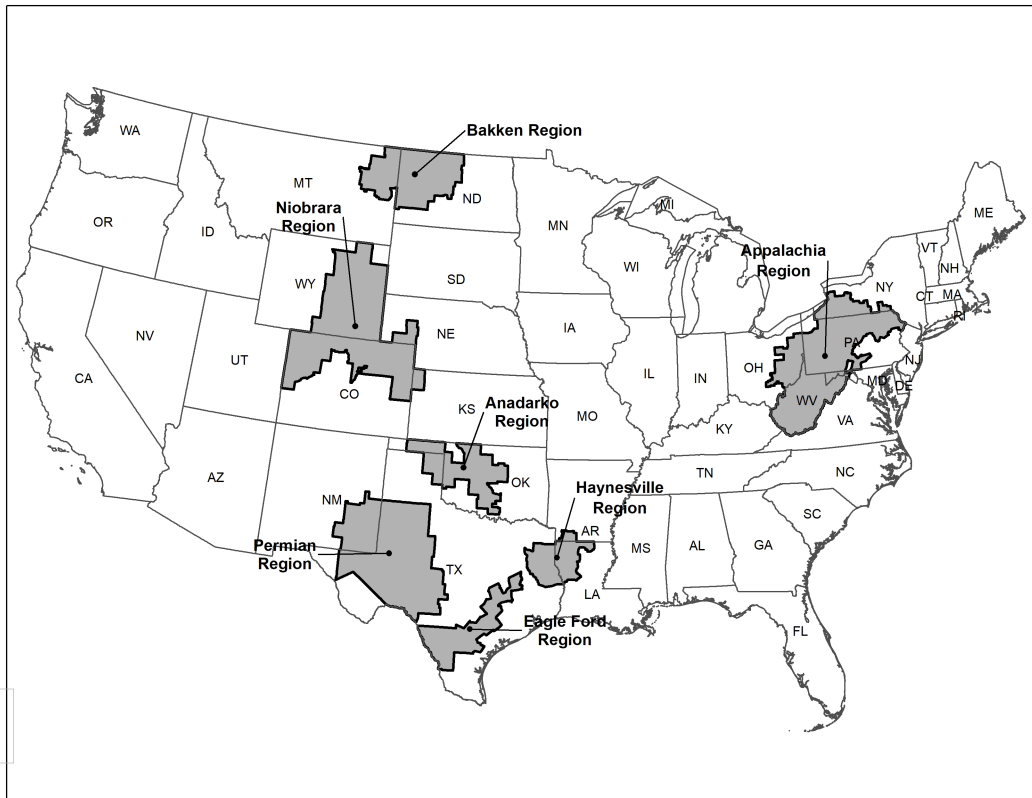 WA
Bakken Region
MT
ND
Niobrara
Region
OR
ID
MN
MI
ME
WI
Appalachia
Region
VT
NH
WY
SD
NY
CT
MA
RI
NV
NE
IA
UT
PA
OH
NJ
CA
CO
IL
IN
MD
DE
WV
KS
Anadarko
Region
MO
KY
VA
AZ
OK
TN
NC
NM
Haynesville
Region
AR
SC
Permian
Region
MS
AL
GA
TX
LA
Eagle Ford
Region
FL